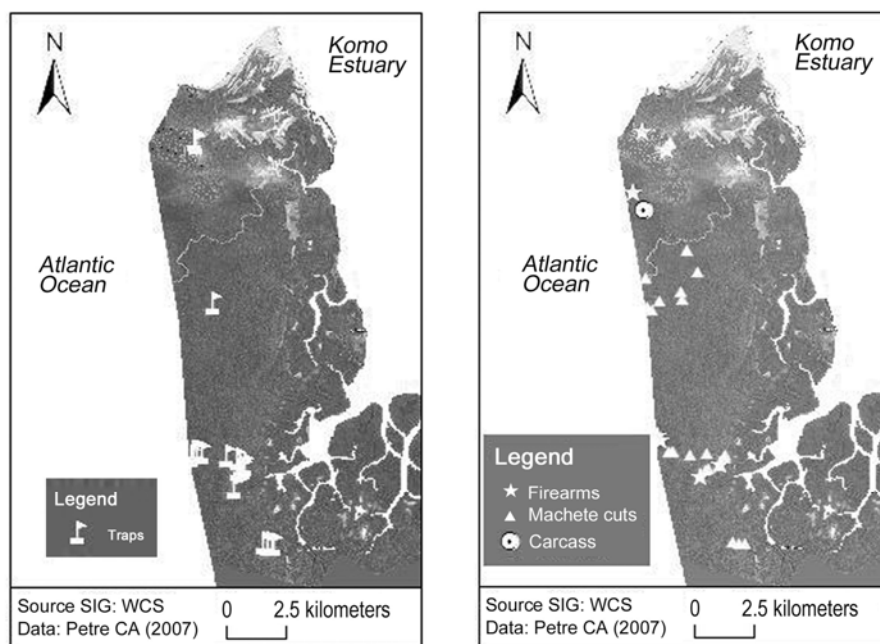 N
Komo
Estuary
Atlantic
Ocean
Legend
Traps
Source SIG: WCS
Data: Petre CA (2007)
0 2.5 kilometers
N
Komo
Estuary
Atlantic
Ocean
Legend
Firearms
Machete cuts
Carcass
Source SIG: WCS
Data: Petre CA (2007)
0 2.5 kilometers